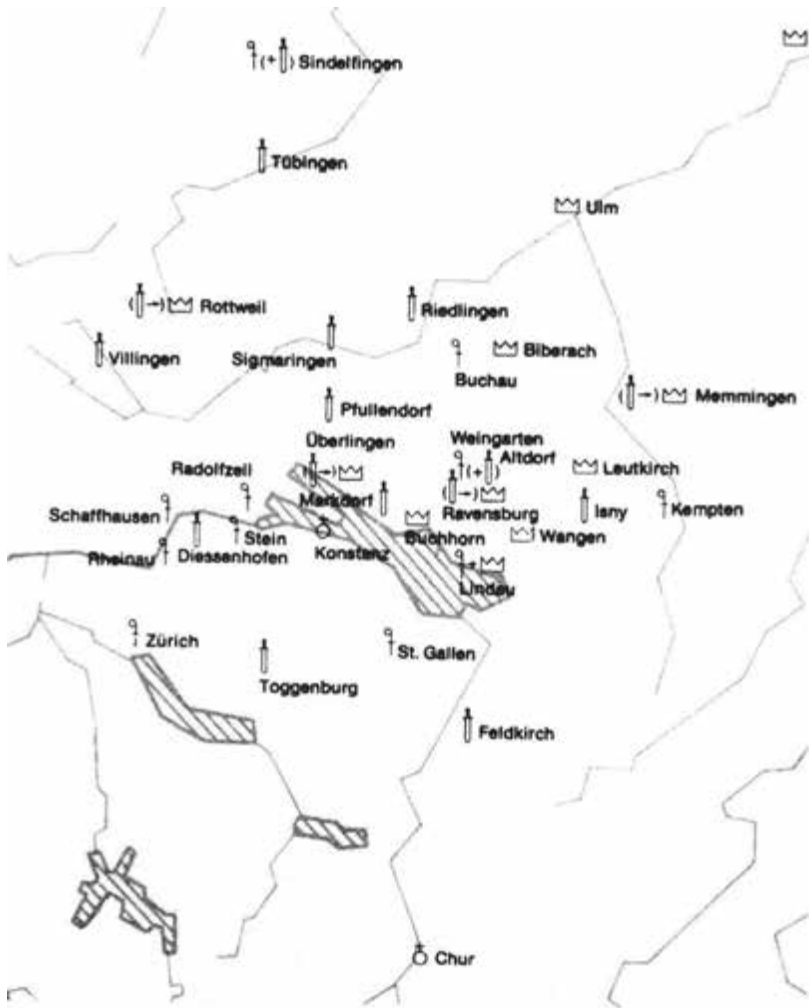 (+ ) Sindelfingen
Tübingen
Ulm
( →) Rottweil
Riedlingen
Villingen
Sigmaringen
Biberach
Buchau
Pfullendorf
( →) Memmingen
Überlingen
Weingarten
(+ ) Altdorf
( →)
Radolfzell
Leutkirch
Markdorf
( →)
Schaffhausen
Ravensburg
Isny
Kempten
Stein
Buchhorn
Wangen
Rheinau
Diessenhofen
Konstanz
+
Lindau
Zürich
St. Gallen
Toggenburg
Feldkirch
Chur